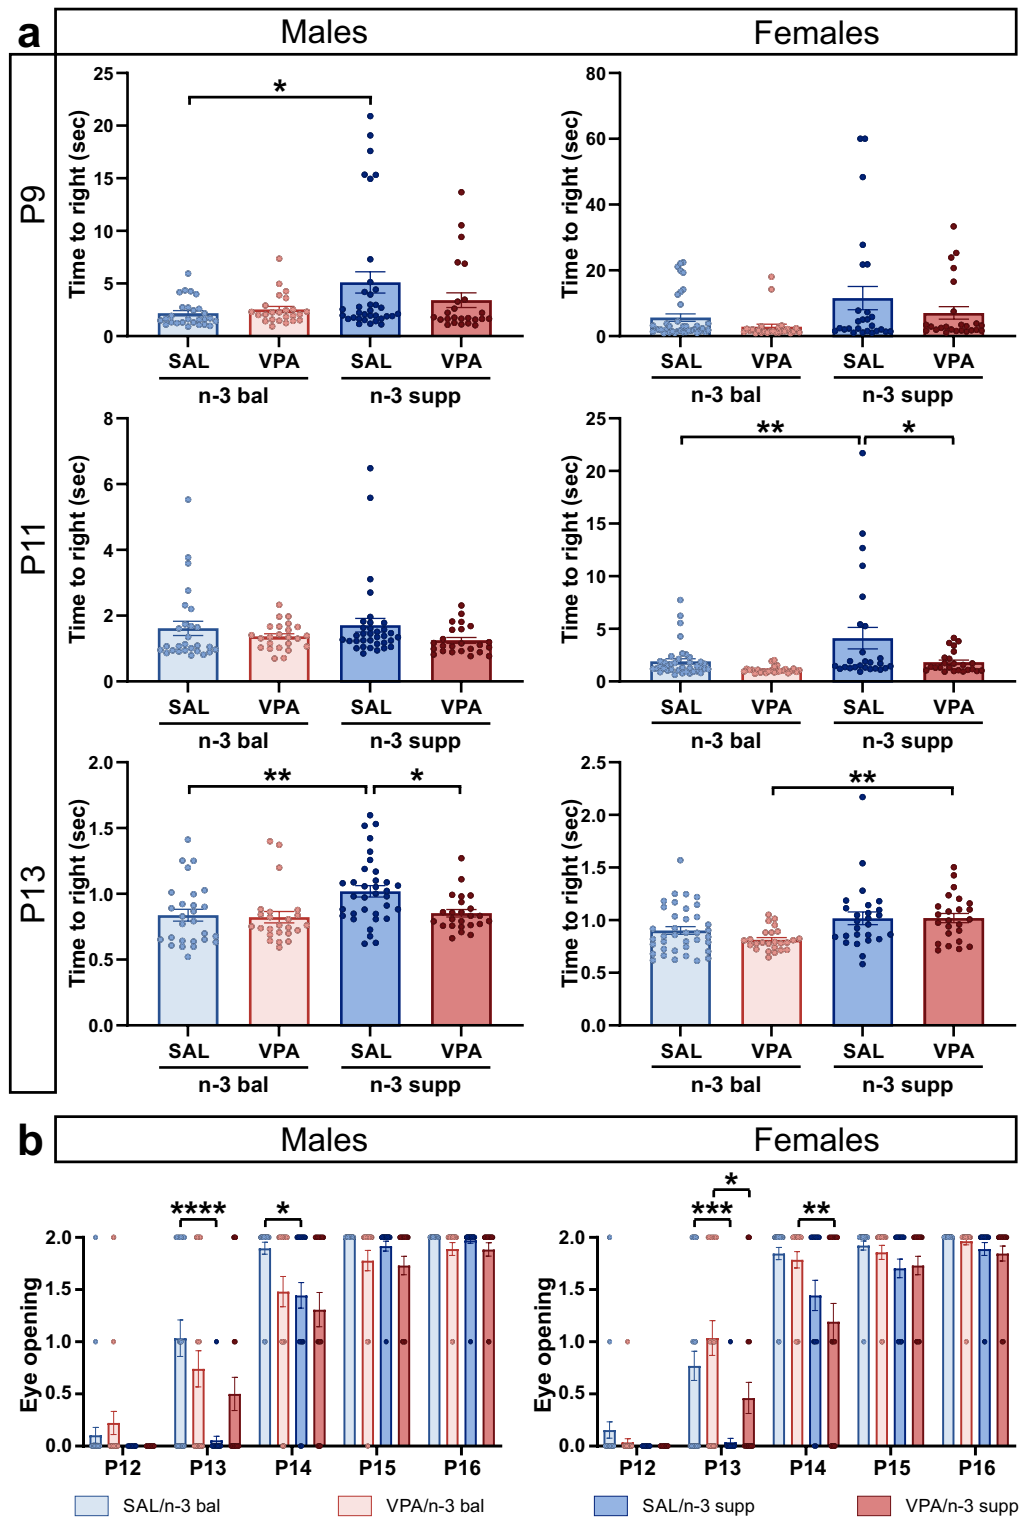 a
Males
Females
P9
Time to right (sec)
25
20
15
10
5
0
*
SAL
VPA
SAL
VPA
n-3 bal
n-3 supp
Time to right (sec)
80
60
40
20
0
SAL
VPA
SAL
VPA
n-3 bal
n-3 supp
P11
Time to right (sec)
8
6
4
2
0
SAL
VPA
SAL
VPA
n-3 bal
n-3 supp
Time to right (sec)
25
20
15
10
5
0
**
*
SAL
VPA
SAL
VPA
n-3 bal
n-3 supp
P13
Time to right (sec)
2.0
1.5
1.0
0.5
0.0
**
*
SAL
VPA
SAL
VPA
n-3 bal
n-3 supp
Time to right (sec)
2.5
2.0
1.5
1.0
0.5
0.0
**
SAL
VPA
SAL
VPA
n-3 bal
n-3 supp
b
Males
Females
Eye opening
2.0
1.5
1.0
0.5
0.0
****
*
P12
P13
P14
P15
P16
Eye opening
2.0
1.5
1.0
0.5
0.0
*
***
**
P12
P13
P14
P15
P16
SAL/n-3 bal
VPA/n-3 bal
SAL/n-3 supp
VPA/n-3 supp